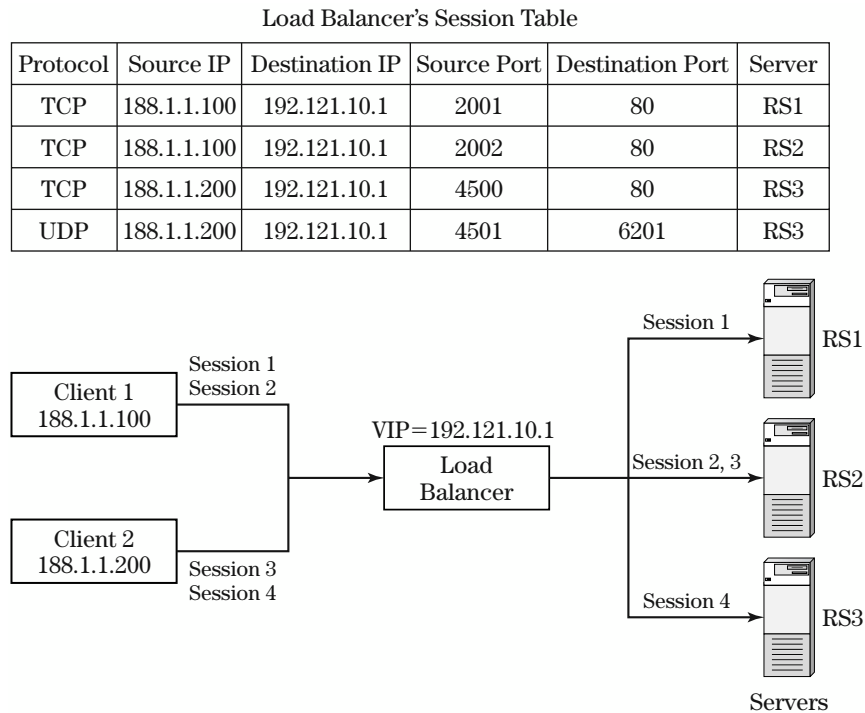 Load Balancer's Session Table
Protocol Source IP Destination IP Source Port Destination Port Server
TCP 188.1.1.100 192.121.10.1 2001 80 RS1
TCP 188.1.1.100 192.121.10.1 2002 80 RS2
TCP 188.1.1.200 192.121.10.1 4500 80 RS3
UDP 188.1.1.200 192.121.10.1 4501 6201 RS3
Session 1
RS1
Session 1
Session 2
Client 1
188.1.1.100
VIP=192.121.10.1
Load
Balancer
Session 2, 3
RS2
Client 2
188.1.1.200
Session 3
Session 4
Session 4
RS3
Servers